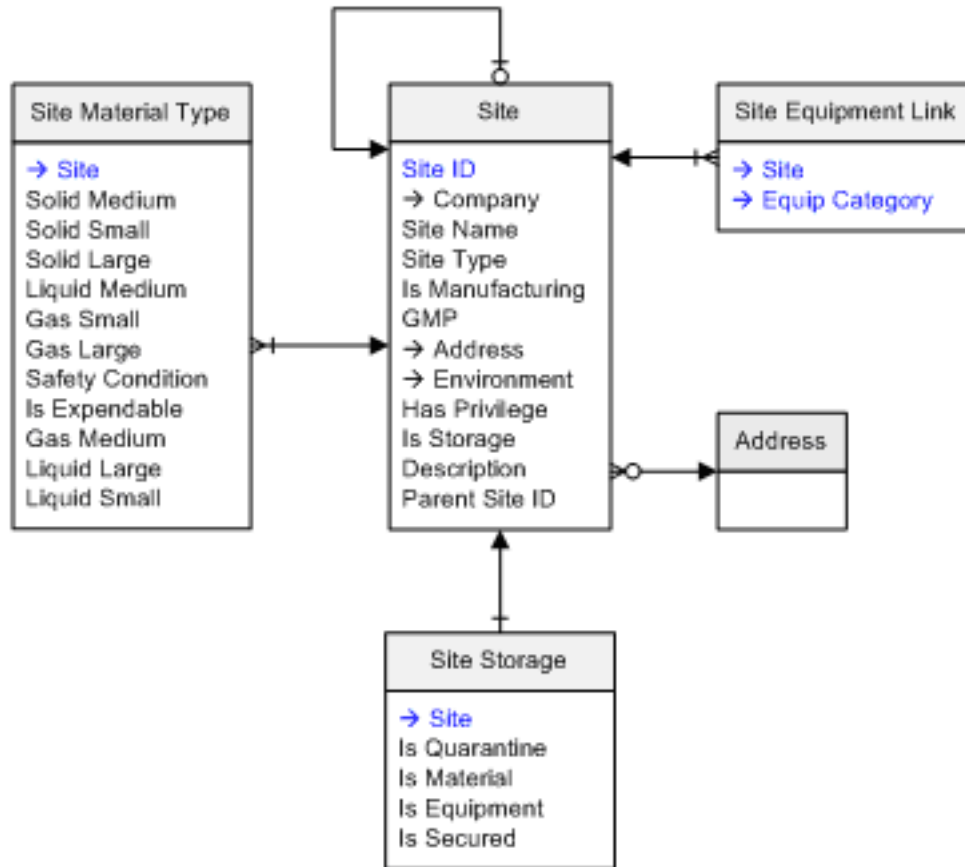 Site Material Type
→ Site
Solid Medium
Solid Small
Solid Large
Liquid Medium
Gas Small
Gas Large
Safety Condition
Is Expendable
Gas Medium
Liquid Large
Liquid Small
Site
Site ID
→ Company
Site Name
Site Type
Is Manufacturing
GMP
→ Address
→ Environment
Has Privilege
Is Storage
Description
Parent Site ID
Site Equipment Link
→ Site
→ Equip Category
Address
Site Storage
→ Site
Is Quarantine
Is Material
Is Equipment
Is Secured